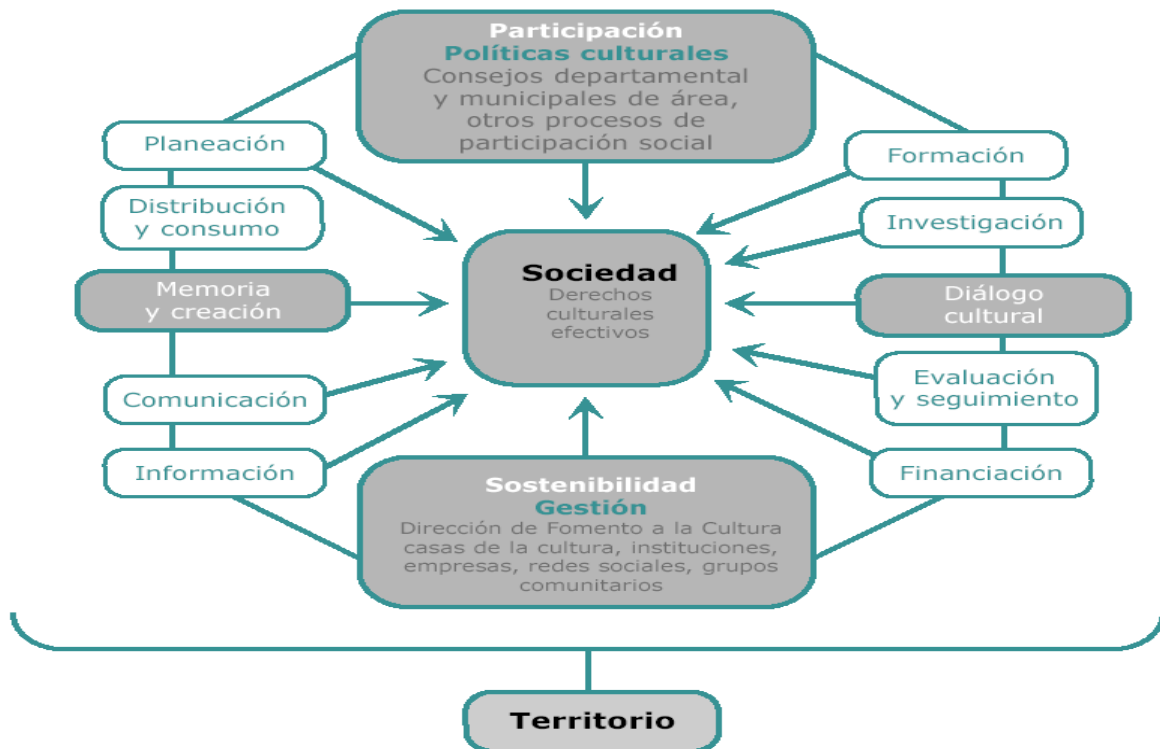 Participación
Políticas culturales
Consejos departamental
y municipales de área,
otros procesos de
participación social
Planeación
Distribución
y consumo
Memoria
y creación
Comunicación
Información
Sociedad
Derechos
culturales
efectivos
Formación
Investigación
Diálogo
cultural
Evaluación
y seguimiento
Financiación
Sostenibilidad
Gestión
Dirección de Fomento a la Cultura
casas de la cultura, instituciones,
empresas, redes sociales, grupos
comunitarios
Territorio